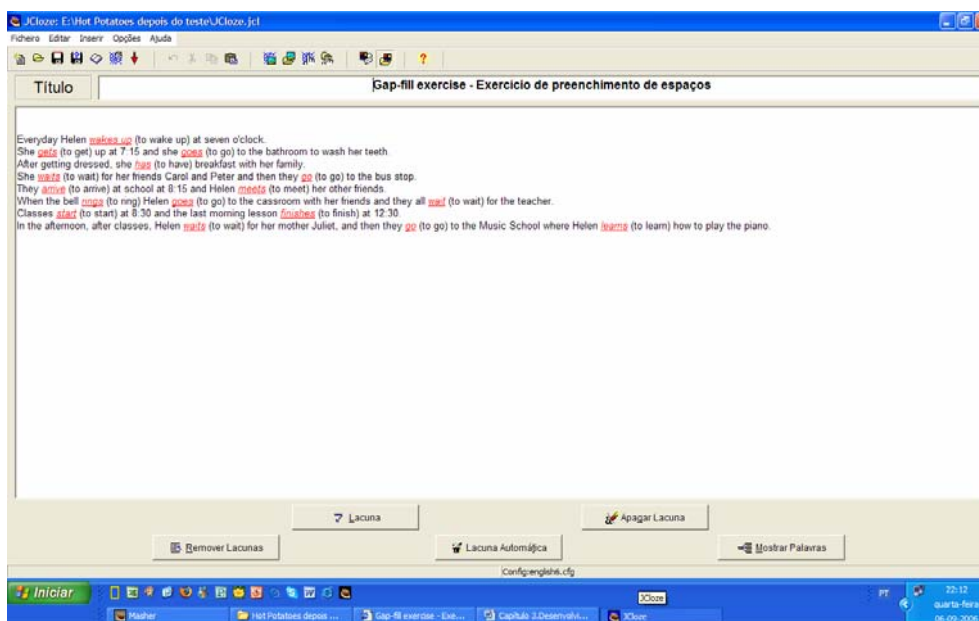 JCloze: E:\Hot Potatoes depois do teste\JCloze.jcl
Ficheiro Editar Inserir Opções Ajuda
Título
Gap-fill exercise - Exercício de preenchimento de espaços
Everyday Helen wakes up (to wake up) at seven o'clock.
She gets (to get) up at 7:15 and she goes (to go) to the bathroom to wash her teeth.
After getting dressed, she has (to have) breakfast with her family.
She waits (to wait) for her friends Carol and Peter and then they go (to go) to the bus stop.
They arrive (to arrive) at school at 8:15 and Helen meets (to meet) her other friends.
When the bell rings (to ring) Helen goes (to go) to the cassroom with her friends and they all wait (to wait) for the teacher.
Classes start (to start) at 8:30 and the last morning lesson finishes (to finish) at 12:30.
In the afternoon, after classes, Helen waits (to wait) for her mother Juliet, and then they go (to go) to the Music School where Helen learns (to learn) how to play the piano.
Lacuna
Apagar Lacuna
Remover Lacunas
Lacuna Automática
Mostrar Palavras
Config:english6.cfg
Iniciar
JCloze
PT
22:12
Masher
Hot Potatoes depois ...
Gap-fill exercise - Exe...
Capítulo 3.Desenvolvi...
JCloze
quarta-feira
06-09-2006